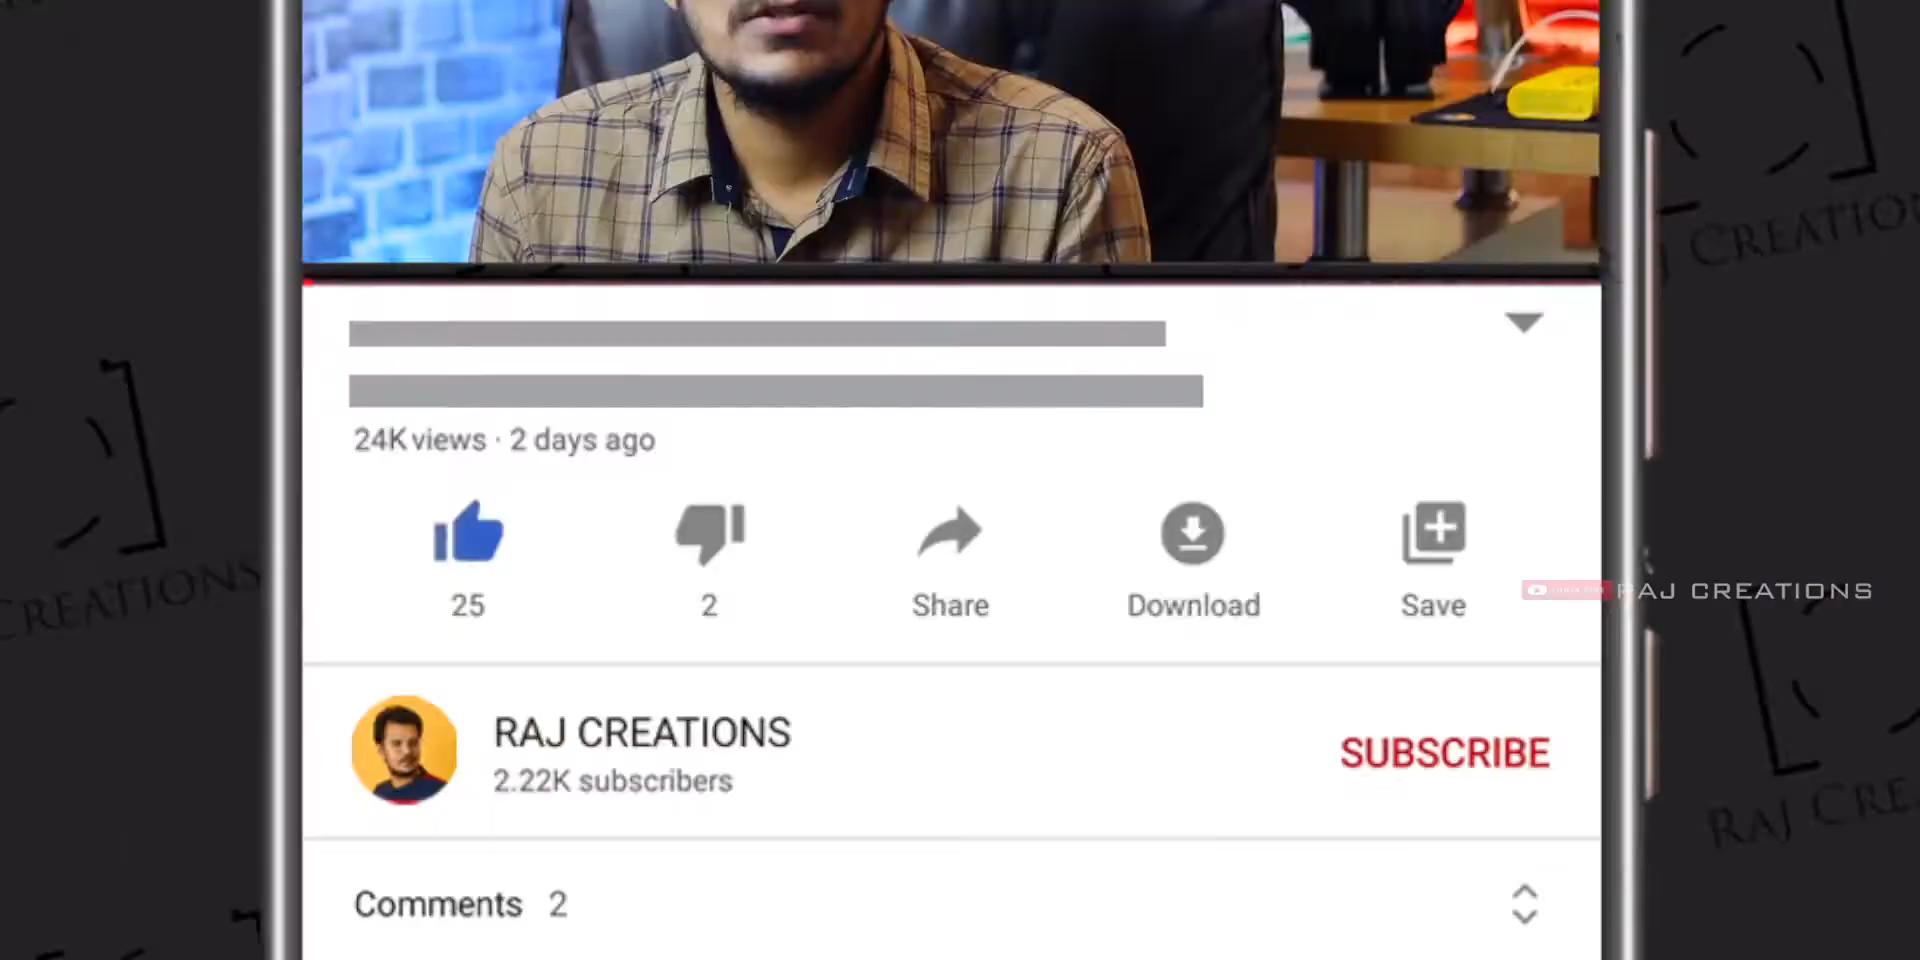 24K views · 2 days ago
25
2
Share
Download
Save
RAJ CREATIONS
RAJ CREATIONS
2.22K subscribers
SUBSCRIBE
Comments 2
CREATIONS
RAJ CRE
CREATIONS